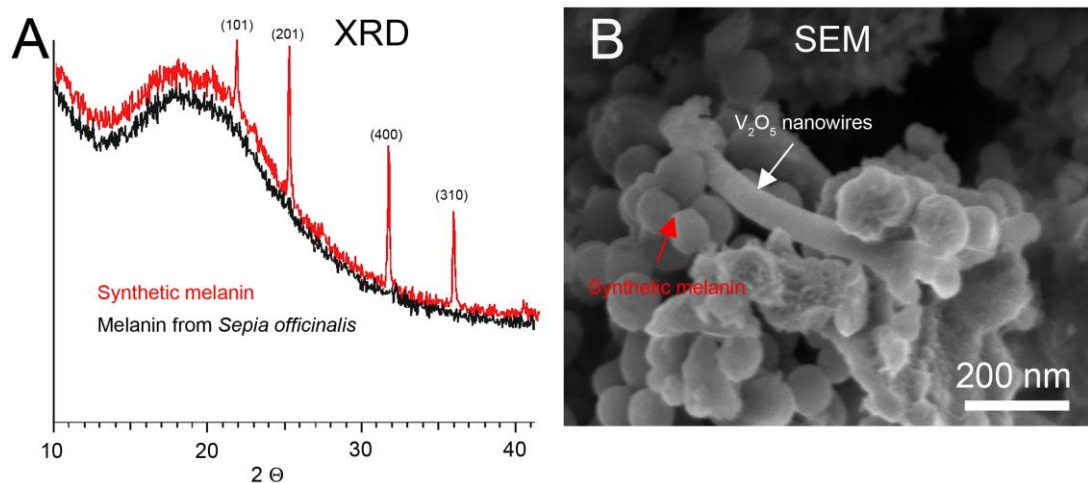 A
XRD
(101)
(201)
(400)
(310)
Synthetic melanin
Melanin from Sepia officinalis
10
20
30
40
2 Θ
B
SEM
V₂O₅ nanowires
Synthetic melanin
200 nm